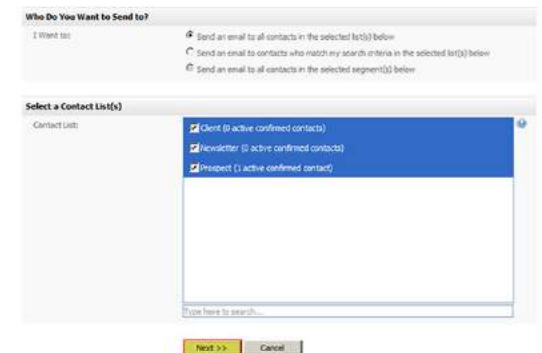 Who Do You Want to Send to?
I Want to:
Send an email to all contacts in the selected list(s) below
Send an email to contacts who match my search criteria in the selected list(s) below
Send an email to all contacts in the selected segment(s) below
Select a Contact List(s)
Contact List:
Client (0 active confirmed contacts)
Newsletter (0 active confirmed contacts)
Prospect (1 active confirmed contact)
Type here to search...
Next >>
Cancel